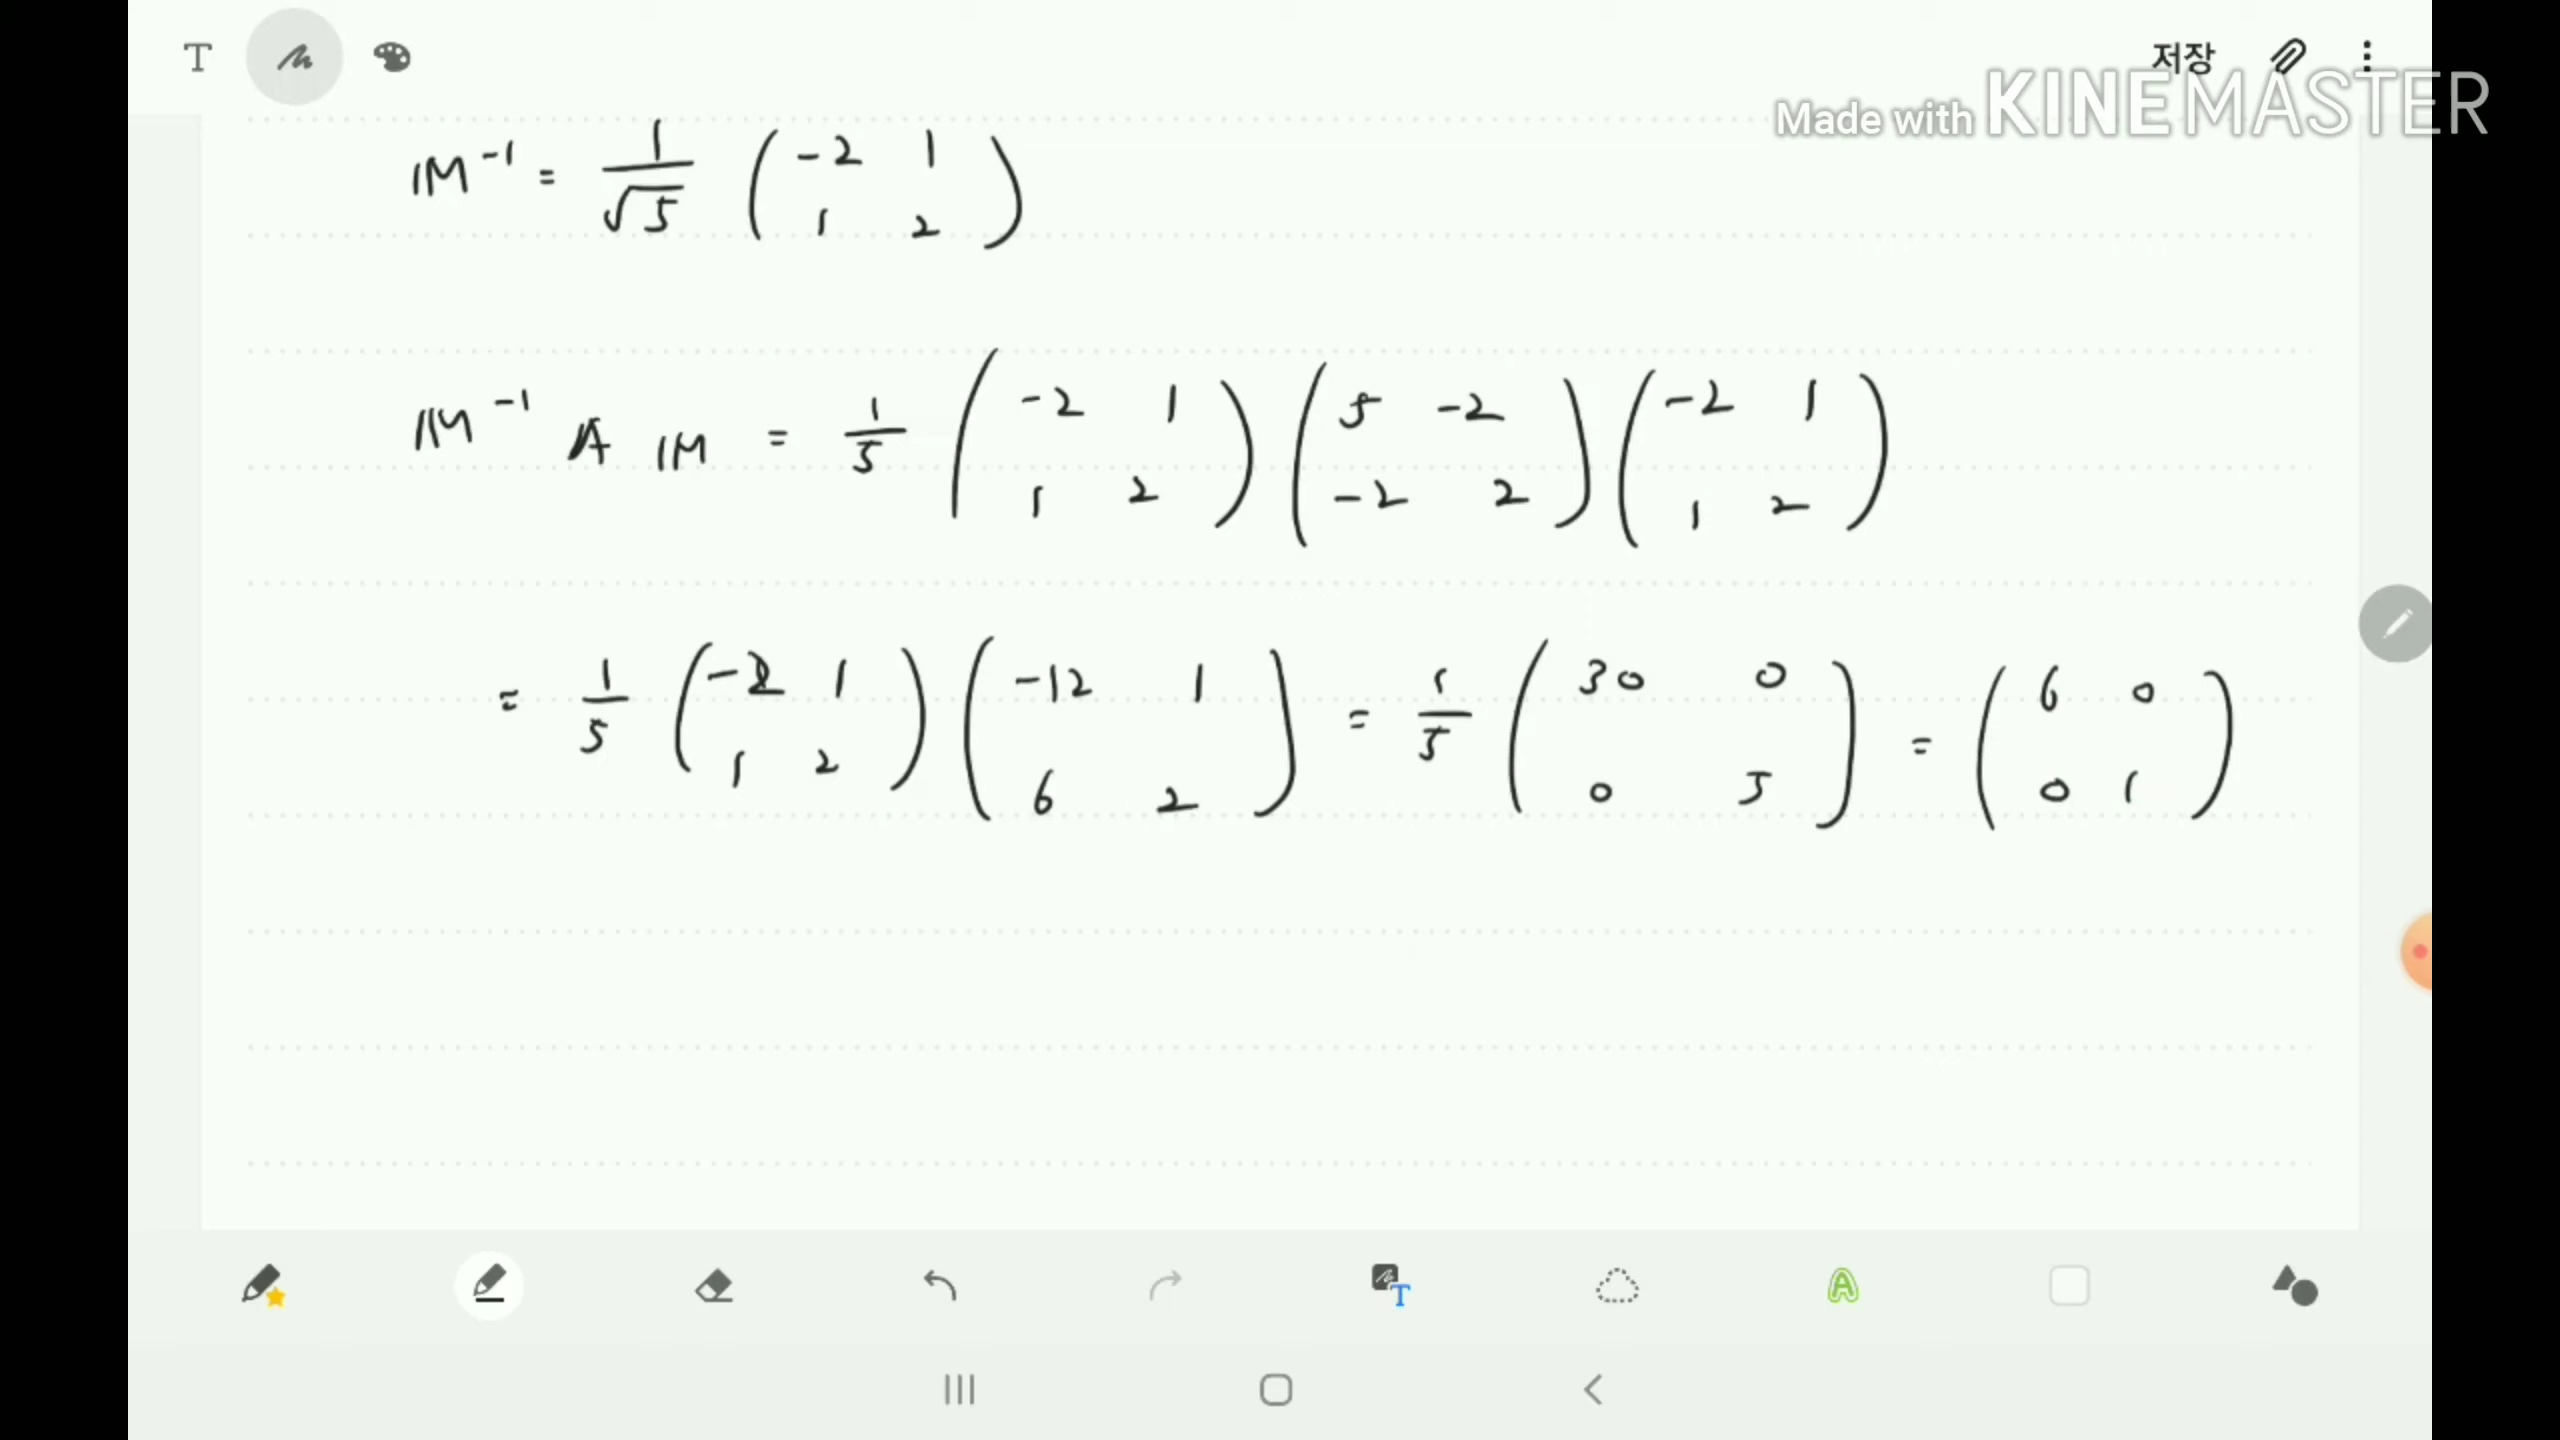 T
저장
Made with KINEMASTER
M⁻¹ = 1/√5 ( -2 1 ; 1 2 )
M⁻¹ A M = 1/5 ( -2 1 ; 1 2 ) ( 5 -2 ; -2 2 ) ( -2 1 ; 1 2 )
= 1/5 ( -2 1 ; 1 2 ) ( -12 1 ; 6 2 ) = 1/5 ( 30 0 ; 0 5 ) = ( 6 0 ; 0 1 )
T
A